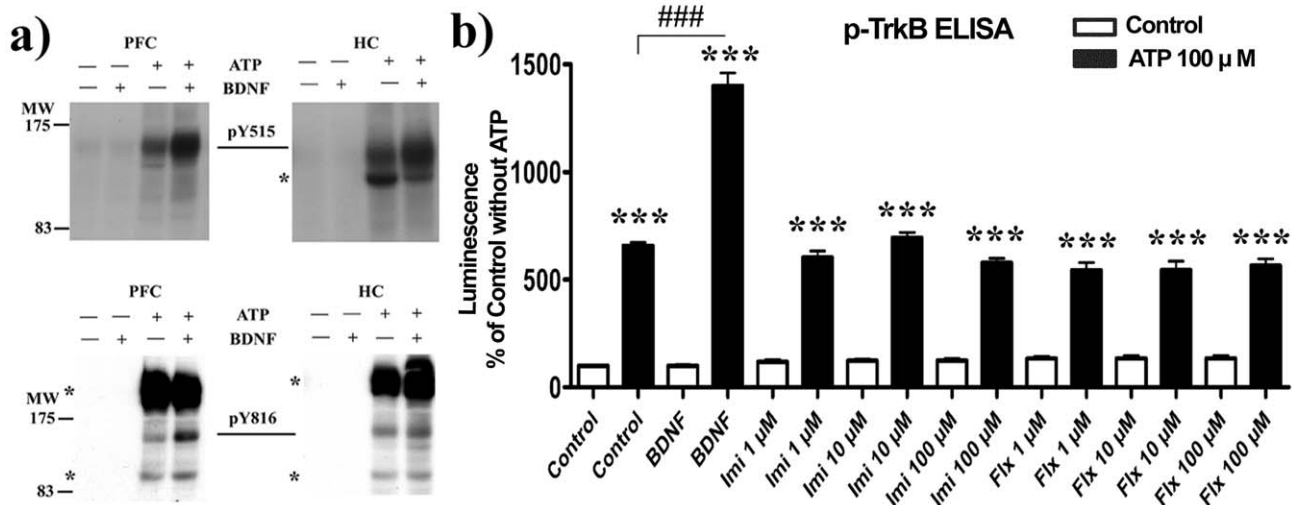 a)
PFC
HC
— — + + ATP — — + +
— + — + BDNF — + — +
MW
175
pY515
*
83
PFC
HC
— — + + ATP — — + +
— + — + BDNF — + — +
*
*
MW
175
pY816
*
*
83
b)
###
p-TrkB ELISA
Control
ATP 100 µ M
Luminescence
% of Control without ATP
1500
1000
500
0
***
***
***
***
***
***
***
***
Control
Control
BDNF
BDNF
Imi 1 µM
Imi 1 µM
Imi 10 µM
Imi 10 µM
Imi 100 µM
Imi 100 µM
Flx 1 µM
Flx 1 µM
Flx 10 µM
Flx 10 µM
Flx 100 µM
Flx 100 µM